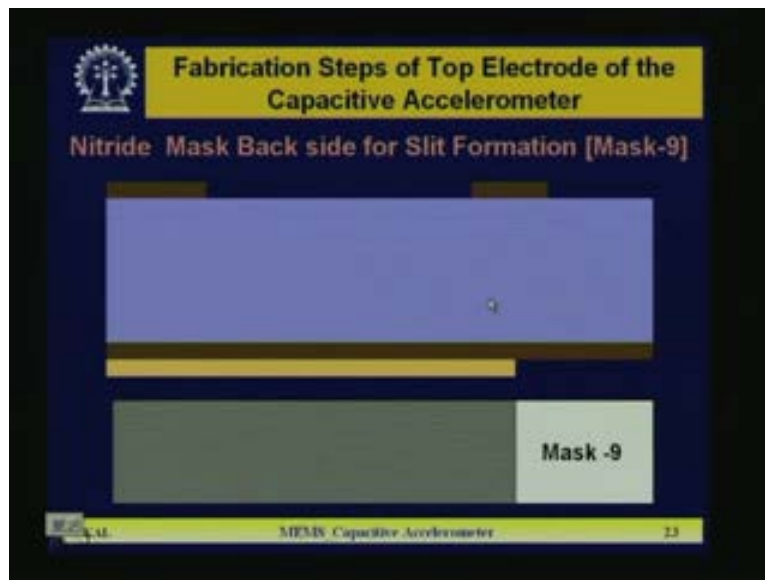 Fabrication Steps of Top Electrode of the
Capacitive Accelerometer
Nitride Mask Back side for Slit Formation [Mask-9]
Mask -9
MEMS Capacitive Accelerometer
23